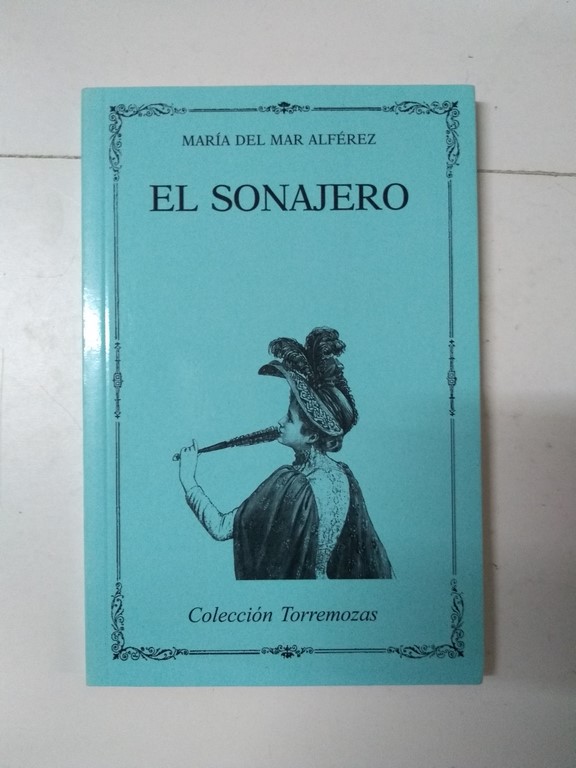 MARÍA DEL MAR ALFÉREZ
EL SONAJERO
Colección Torremozas